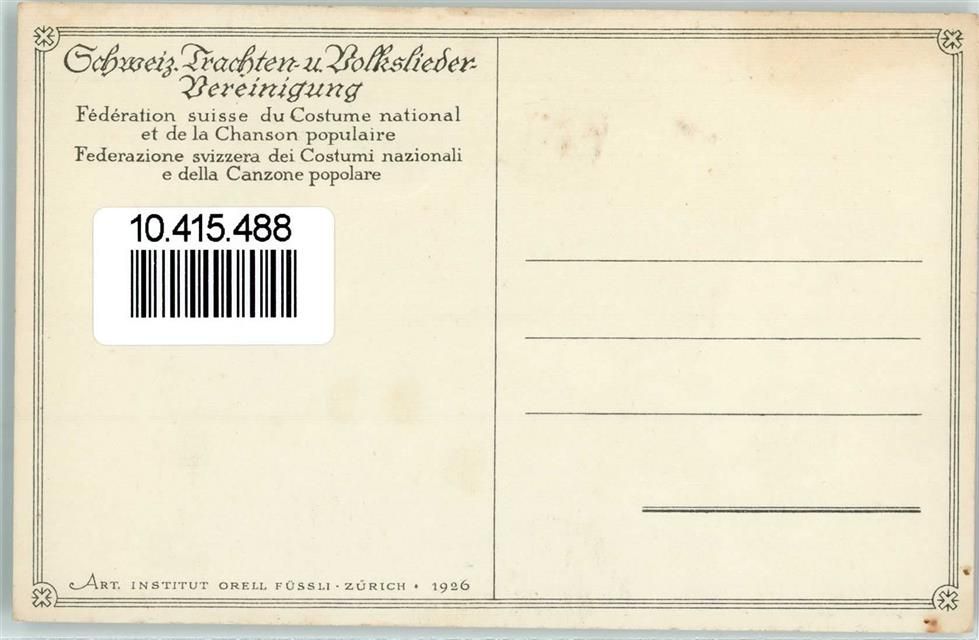 Schweiz. Trachten- u. Volkslieder-
Vereinigung
Fédération suisse du Costume national
et de la Chanson populaire
Federazione svizzera dei Costumi nazionali
e della Canzone popolare
10.415.488
ART. INSTITUT ORELL FÜSSLI · ZÜRICH · 1926